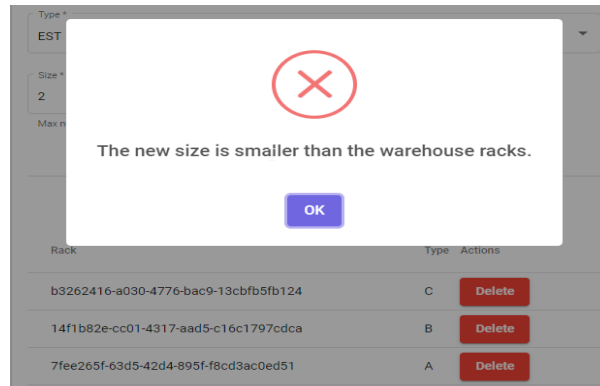 Type *
EST
Size *
2
Max n
The new size is smaller than the warehouse racks.
OK
Rack Type Actions
b3262416-a030-4776-bac9-13cbfb5fb124 C Delete
14f1b82e-cc01-4317-aad5-c16c1797cdca B Delete
7fee265f-63d5-42d4-895f-f8cd3ac0ed51 A Delete